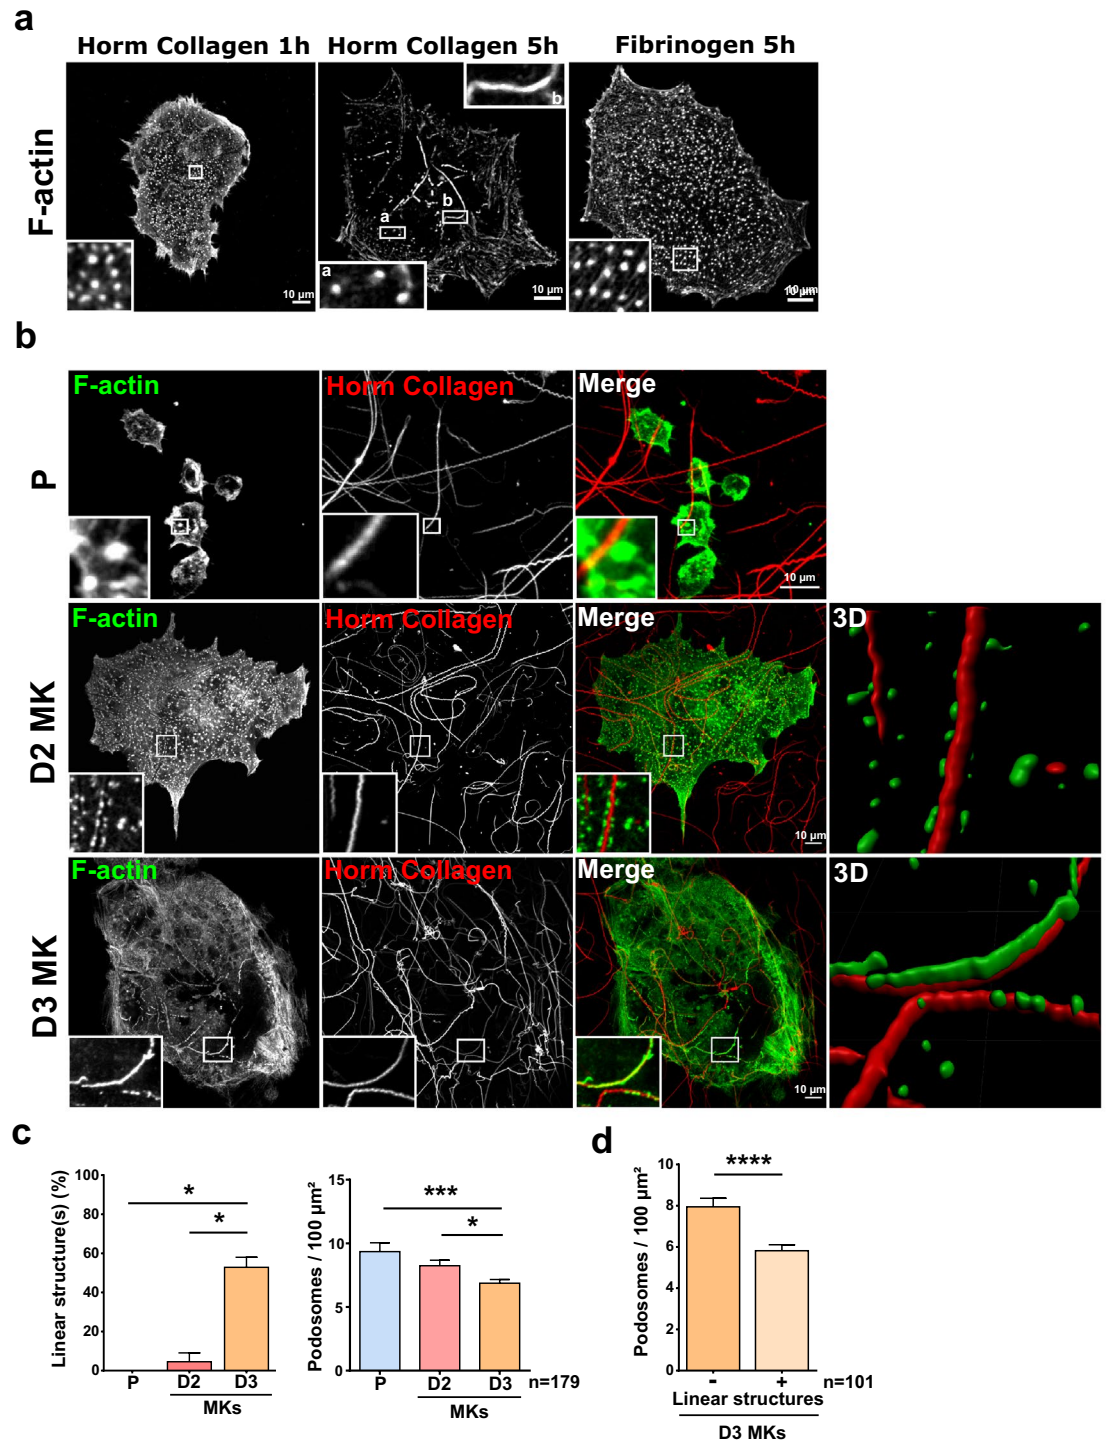 a
Horm Collagen 1h
Horm Collagen 5h
Fibrinogen 5h
F-actin
b
a
b
a
10 µm
10 µm
10 µm
b
P
F-actin
Horm Collagen
Merge
10 µm
D2 MK
F-actin
Horm Collagen
Merge
3D
10 µm
D3 MK
F-actin
Horm Collagen
Merge
3D
10 µm
c
Linear structure(s) (%)
100
80
60
40
20
0
*
*
P
D2
D3
MKs
Podosomes / 100 µm²
15
10
5
0
***
*
P
D2
D3
n=179
MKs
d
Podosomes / 100 µm²
10
8
6
4
2
0
****
-
+
n=101
Linear structures
D3 MKs